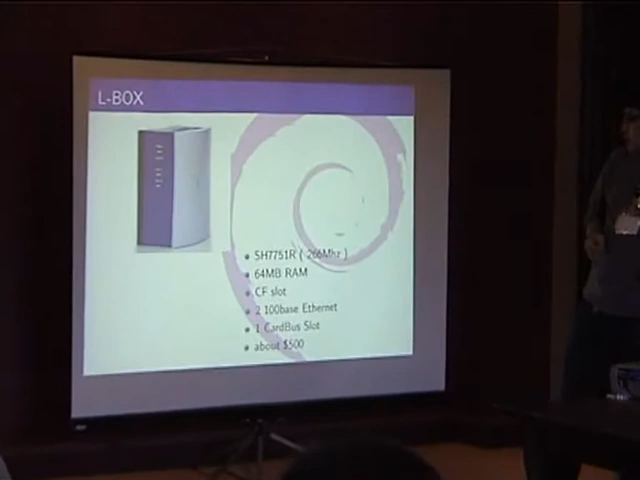 L-BOX
SH7751R ( 266Mhz )
64MB RAM
CF slot
2 100base Ethernet
1 CardBus Slot
about $500